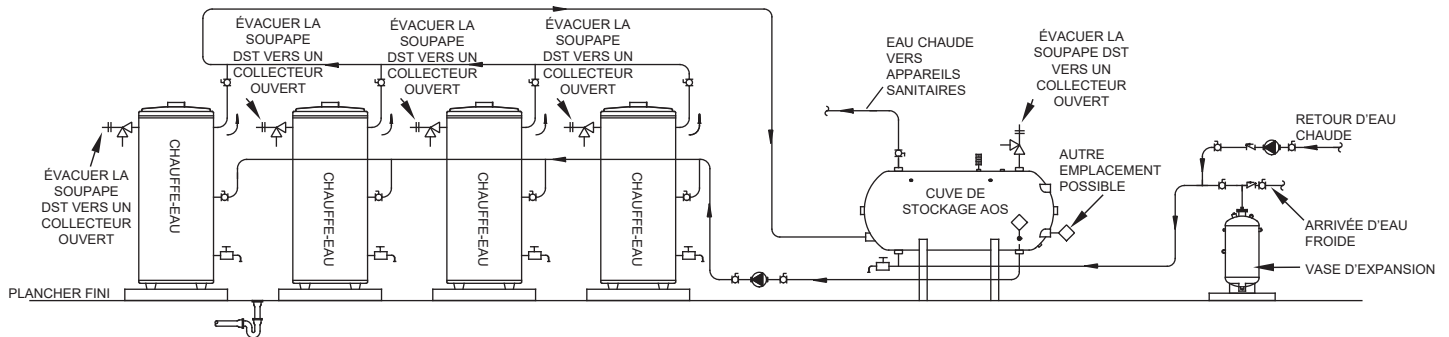 ÉVACUER LA
SOUPAPE
DST VERS UN
COLLECTEUR
OUVERT
ÉVACUER LA
SOUPAPE
DST VERS UN
COLLECTEUR
OUVERT
ÉVACUER LA
SOUPAPE
DST VERS UN
COLLECTEUR
OUVERT
EAU CHAUDE
VERS
APPAREILS
SANITAIRES
ÉVACUER LA
SOUPAPE DST
VERS UN
COLLECTEUR
OUVERT
RETOUR D'EAU
CHAUDE
AUTRE
EMPLACEMENT
POSSIBLE
CHAUFFE-EAU
CHAUFFE-EAU
CHAUFFE-EAU
CHAUFFE-EAU
ÉVACUER LA
SOUPAPE
DST VERS UN
COLLECTEUR
OUVERT
CUVE DE
STOCKAGE AOS
ARRIVÉE D'EAU
FROIDE
VASE D'EXPANSION
PLANCHER FINI